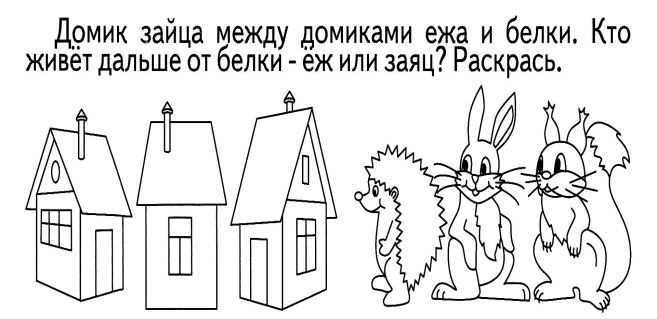 Домик зайца между домиками ежа и белки. Кто
живёт дальше от белки - ёж или заяц? Раскрась.